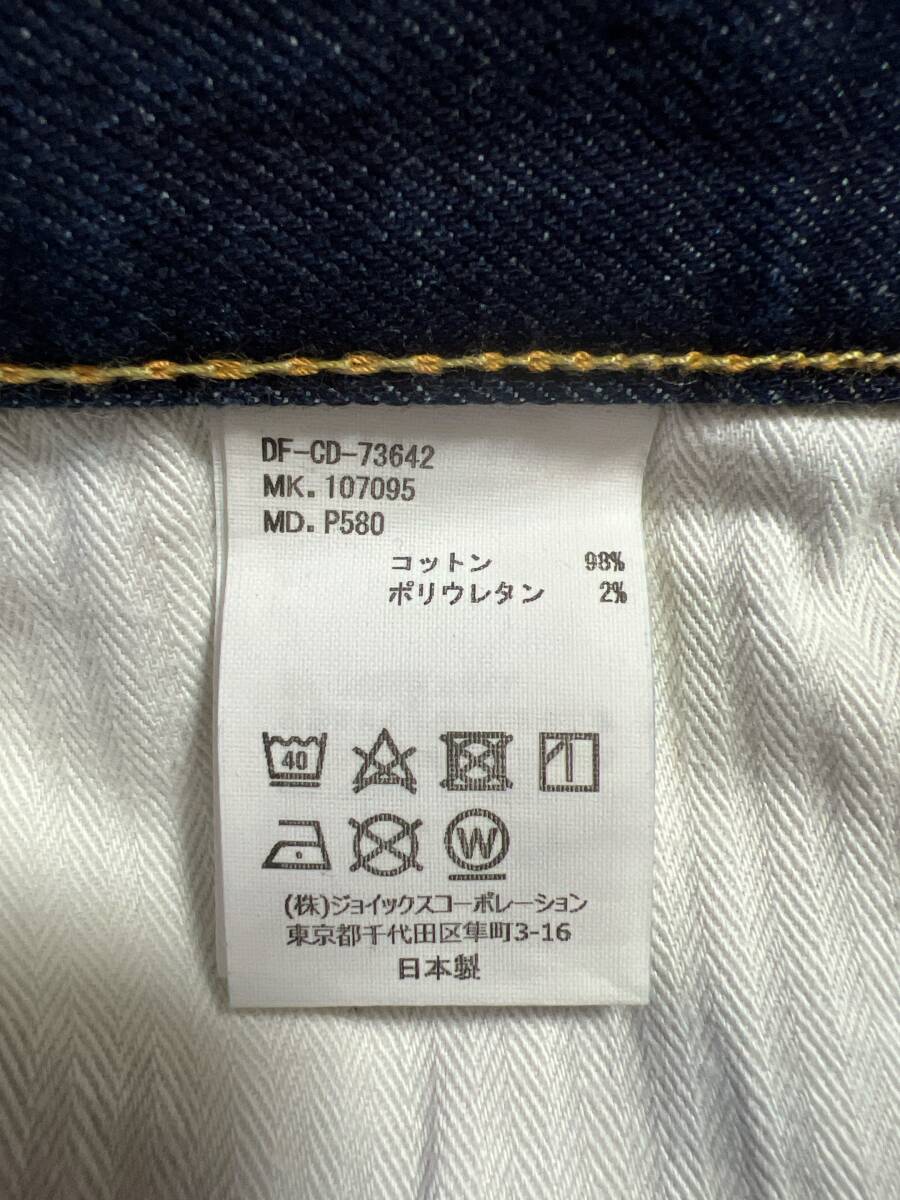 DF-CD-73642
MK. 107095
MD. P580
コットン 98%
ポリウレタン 2%
40
W
(株)ジョイックスコーポレーション
東京都千代田区隼町3-16
日本製